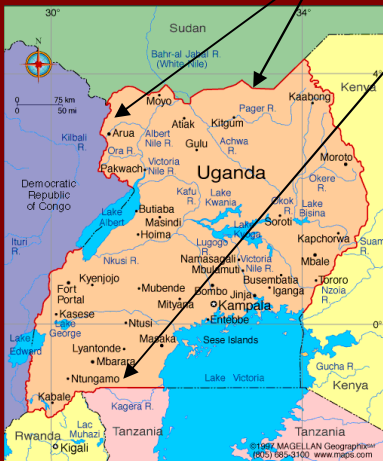 30°
34°
Sudan
Bahr-al Jabal R.
(White Nile)
N
4°
Kenya
Moyo
Kaabong
0 75 km
0 50 mi
Pager R.
Atiak
Kitgum
Kilbali
R.
Arua
Albert
Nile R.
Gulu
Achwa
R.
Ora R.
Pakwach
Victoria
Nile R.
Moroto
Uganda
Okere
R.
Democratic
Republic
of Congo
Kafu
R.
Lake
Kwania
Okok
R.
Lake
Bisina
Lake
Albert
Butiaba
Masindi
Lake
Kyoga
Soroti
Hoima
Lugogo
R.
Kapchorwa
Suam
R.
Ituri
R.
Nkusi R.
Namasagali
Victoria
Nile R.
Mbale
Mbulamuti
Kyenjojo
Busembatia
Tororo
Fort
Portal
Mubende
Bombo
Jinja
Iganga
Nzoia
R.
Mityana
Kampala
Kasese
Entebbe
0°
Lake
George
Ntusi
Masaka
Sese Islands
Lake
Edward
Lyantonde
Mbarara
Gucha R.
Ntungamo
Lake Victoria
Kenya
Kabale
Kagera R.
Rwanda
Lac
Muhazi
Tanzania
Tanzania
Kigali
©1997 MAGELLAN Geographix℠
(805) 685-3100 www.maps.com